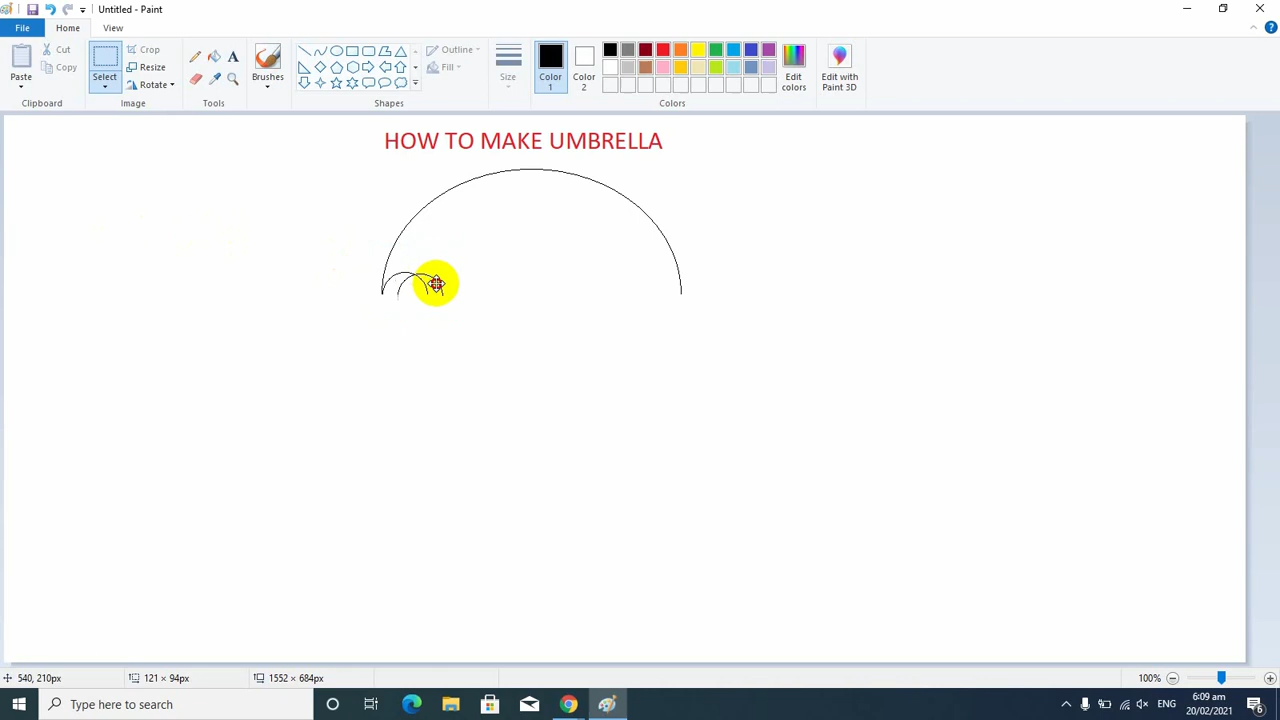 Untitled - Paint
File Home View
Paste
Cut
Copy
Clipboard
Select
Crop
Resize
Rotate
Image
Tools
Brushes
Outline
Fill
Shapes
Size
Color 1
Color 2
Edit colors
Colors
Edit with Paint 3D
HOW TO MAKE UMBRELLA
540, 210px 121 × 94px 1552 × 684px 100%
Type here to search
ENG
6:09 am
20/02/2021
6